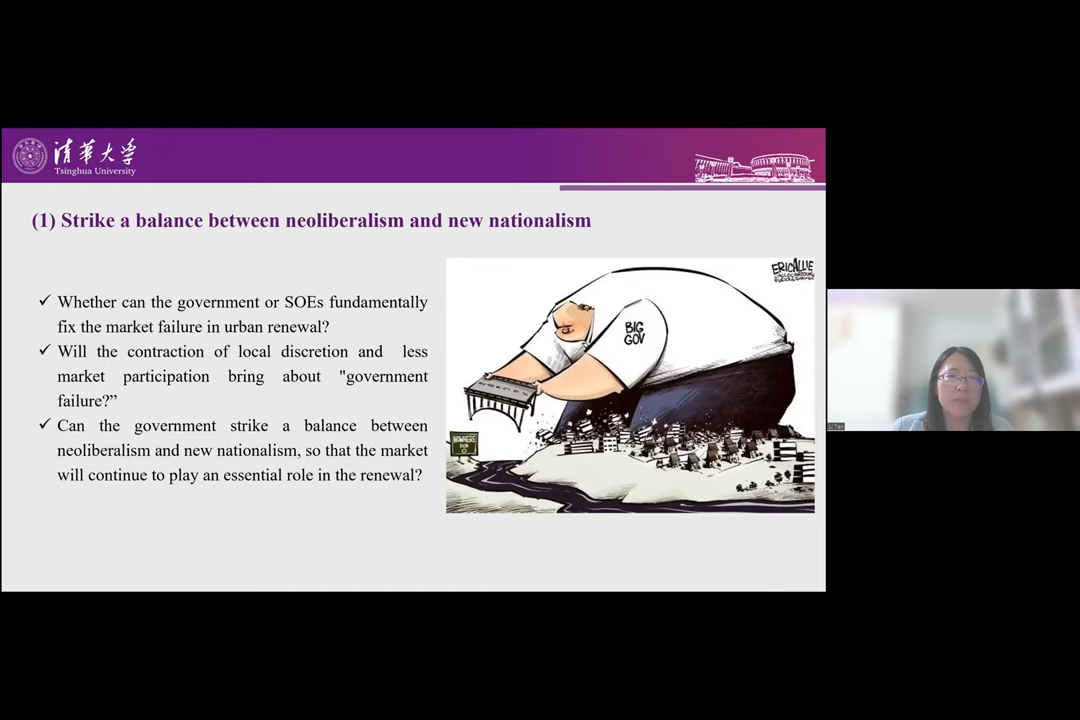 清華大学
Tsinghua University
(1) Strike a balance between neoliberalism and new nationalism
✓ Whether can the government or SOEs fundamentally
fix the market failure in urban renewal?
✓ Will the contraction of local discretion and less
market participation bring about "government
failure?”
✓ Can the government strike a balance between
neoliberalism and new nationalism, so that the market
will continue to play an essential role in the renewal?
ERICALLIE
BIG
GOV
NOWHERE
Li Tian